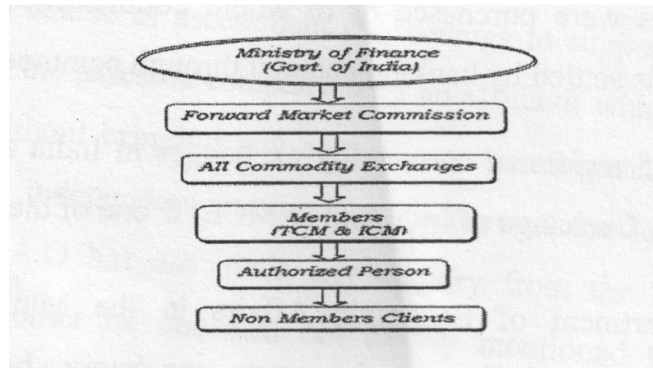 Ministry of Finance
(Govt. of India)
Forward Market Commission
All Commodity Exchanges
Members
(TCM & ICM)
Authorized Person
Non Members Clients